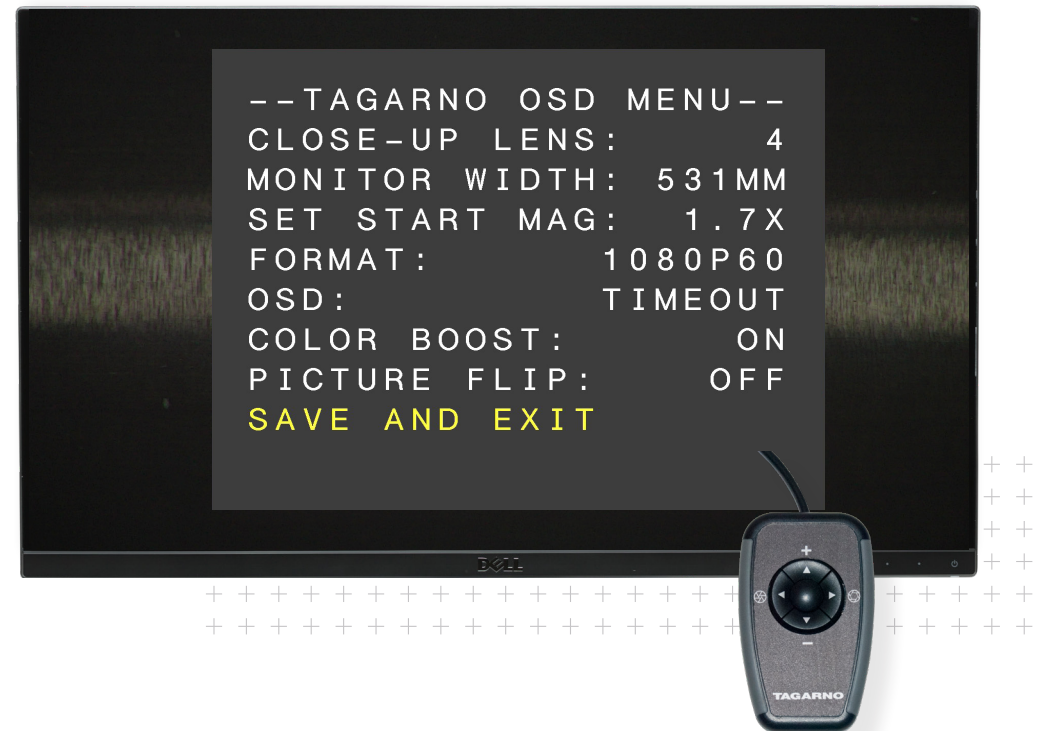 --TAGARNO OSD MENU--
CLOSE-UP LENS: 4
MONITOR WIDTH: 531MM
SET START MAG: 1.7X
FORMAT: 1080P60
OSD: TIMEOUT
COLOR BOOST: ON
PICTURE FLIP: OFF
SAVE AND EXIT
DELL
+
−
TAGARNO